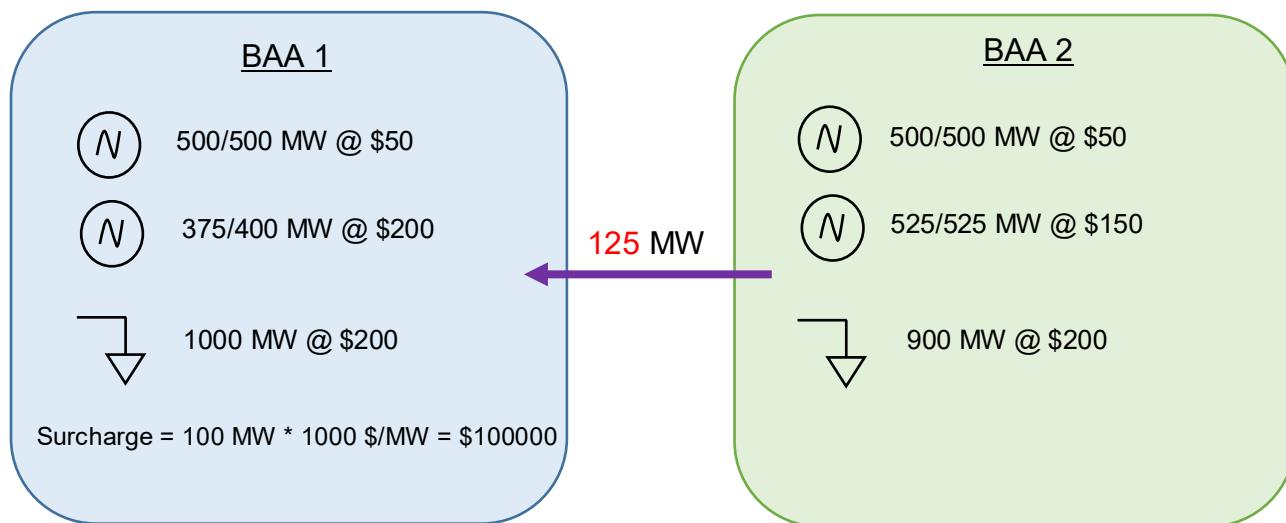 BAA 1
500/500 MW @ $50
375/400 MW @ $200
1000 MW @ $200
Surcharge = 100 MW * 1000 $/MW = $100000
125 MW
BAA 2
500/500 MW @ $50
525/525 MW @ $150
900 MW @ $200